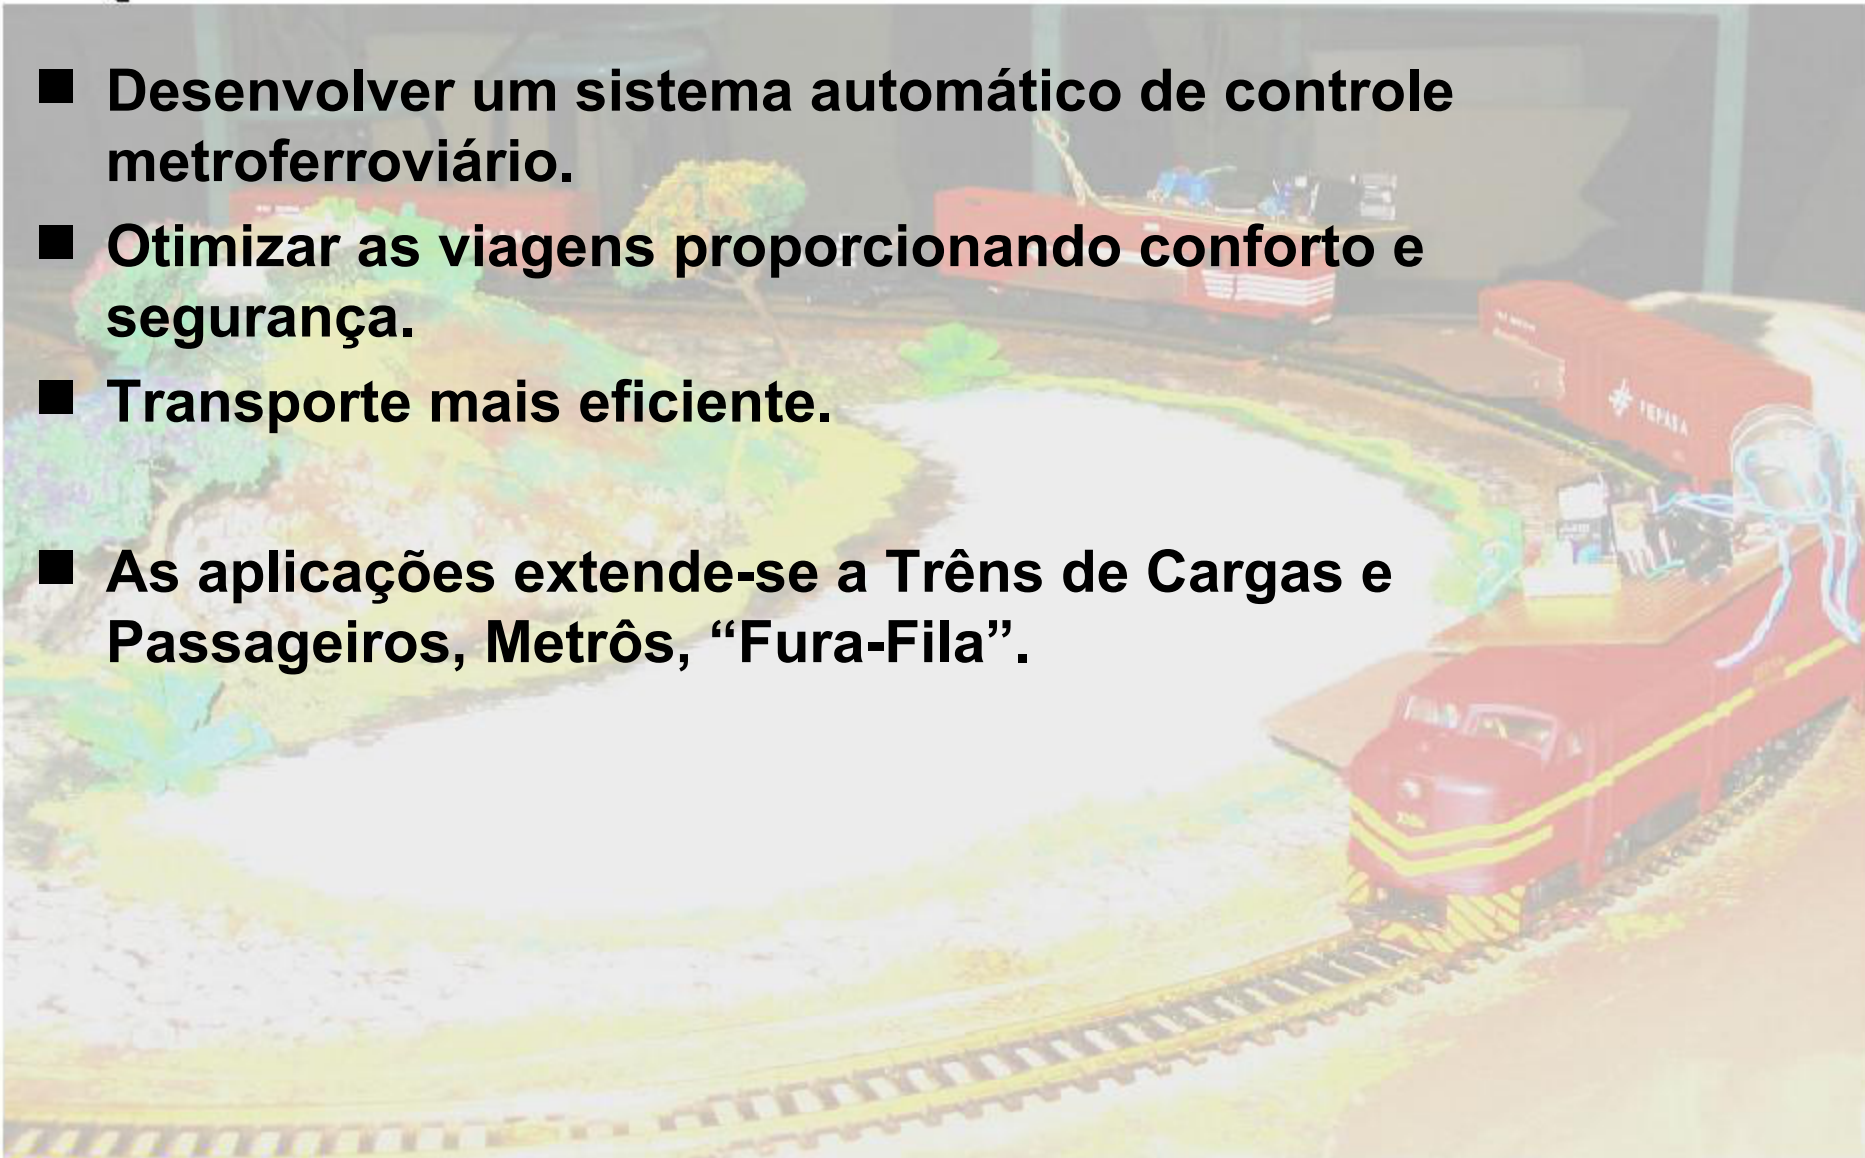 ■ Desenvolver um sistema automático de controle
metroferroviário.
■ Otimizar as viagens proporcionando conforto e
segurança.
■ Transporte mais eficiente.
■ As aplicações extende-se a Trêns de Cargas e
Passageiros, Metrôs, “Fura-Fila”.
FEPASA